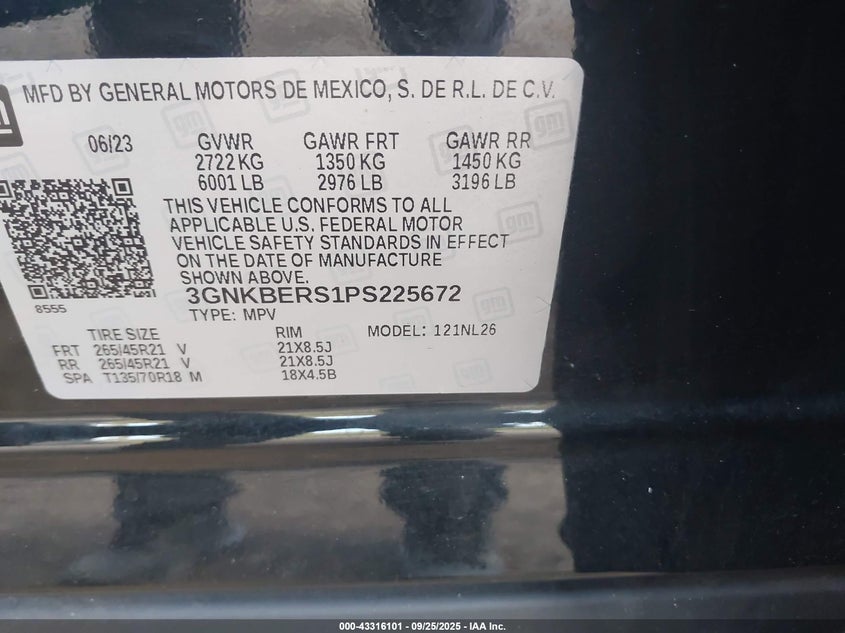 MFD BY GENERAL MOTORS DE MEXICO, S. DE R.L. DE C.V.
gm
06/23 GVWR GAWR FRT GAWR RR
2722 KG 1350 KG 1450 KG
6001 LB 2976 LB 3196 LB
THIS VEHICLE CONFORMS TO ALL
APPLICABLE U.S. FEDERAL MOTOR
VEHICLE SAFETY STANDARDS IN EFFECT
ON THE DATE OF MANUFACTURE
SHOWN ABOVE.
3GNKBERS1PS225672
8555
TYPE: MPV
TIRE SIZE RIM MODEL: 121NL26
FRT 265/45R21 V 21X8.5J
RR 265/45R21 V 21X8.5J
SPA T135/70R18 M 18X4.5B
000-43316101 - 09/25/2025 - IAA Inc.